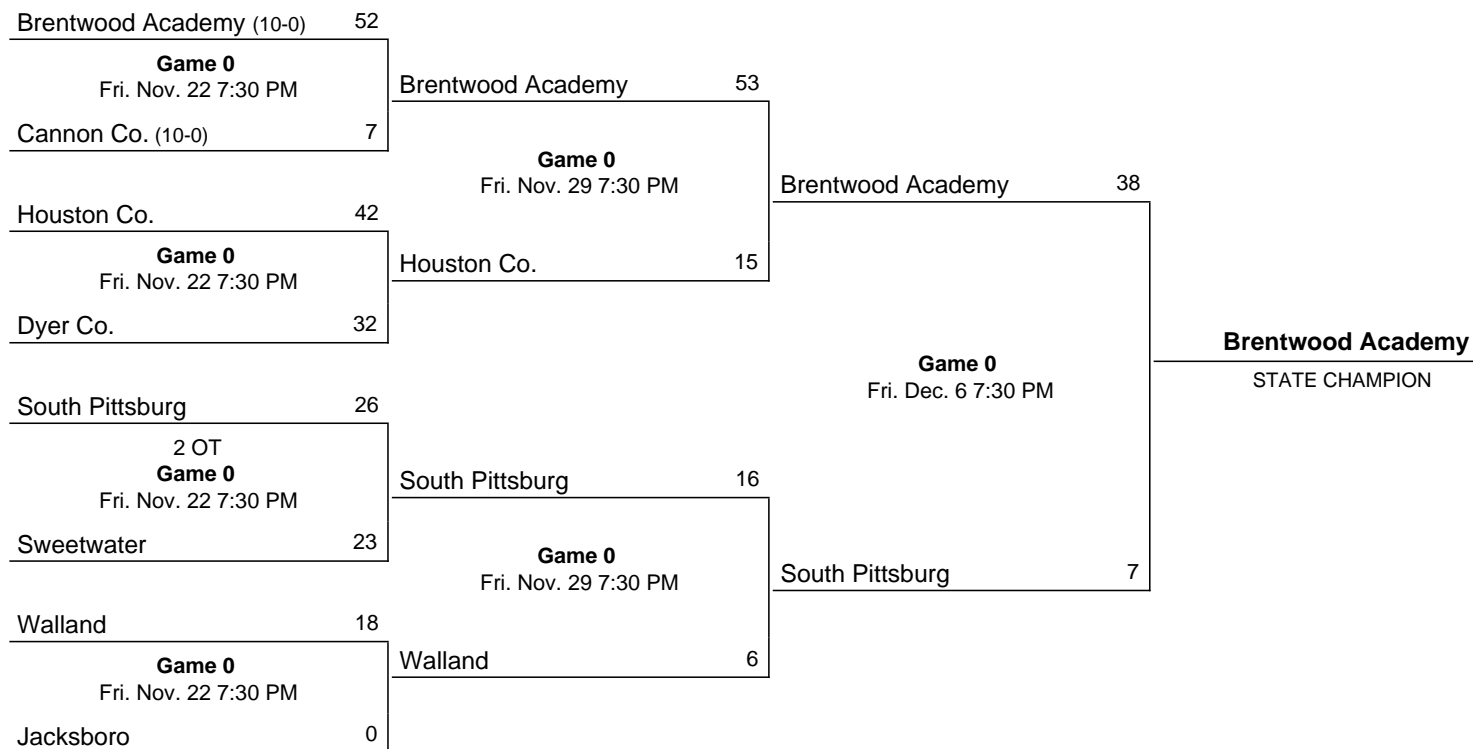 Brentwood Academy (10-0) 52
Game 0
Fri. Nov. 22 7:30 PM
Cannon Co. (10-0) 7
Houston Co. 42
Game 0
Fri. Nov. 22 7:30 PM
Dyer Co. 32
South Pittsburg 26
2 OT
Game 0
Fri. Nov. 22 7:30 PM
Sweetwater 23
Walland 18
Game 0
Fri. Nov. 22 7:30 PM
Jacksboro 0
Brentwood Academy 53
Game 0
Fri. Nov. 29 7:30 PM
Houston Co. 15
South Pittsburg 16
Game 0
Fri. Nov. 29 7:30 PM
Walland 6
Brentwood Academy 38
Game 0
Fri. Dec. 6 7:30 PM
South Pittsburg 7
Brentwood Academy
STATE CHAMPION